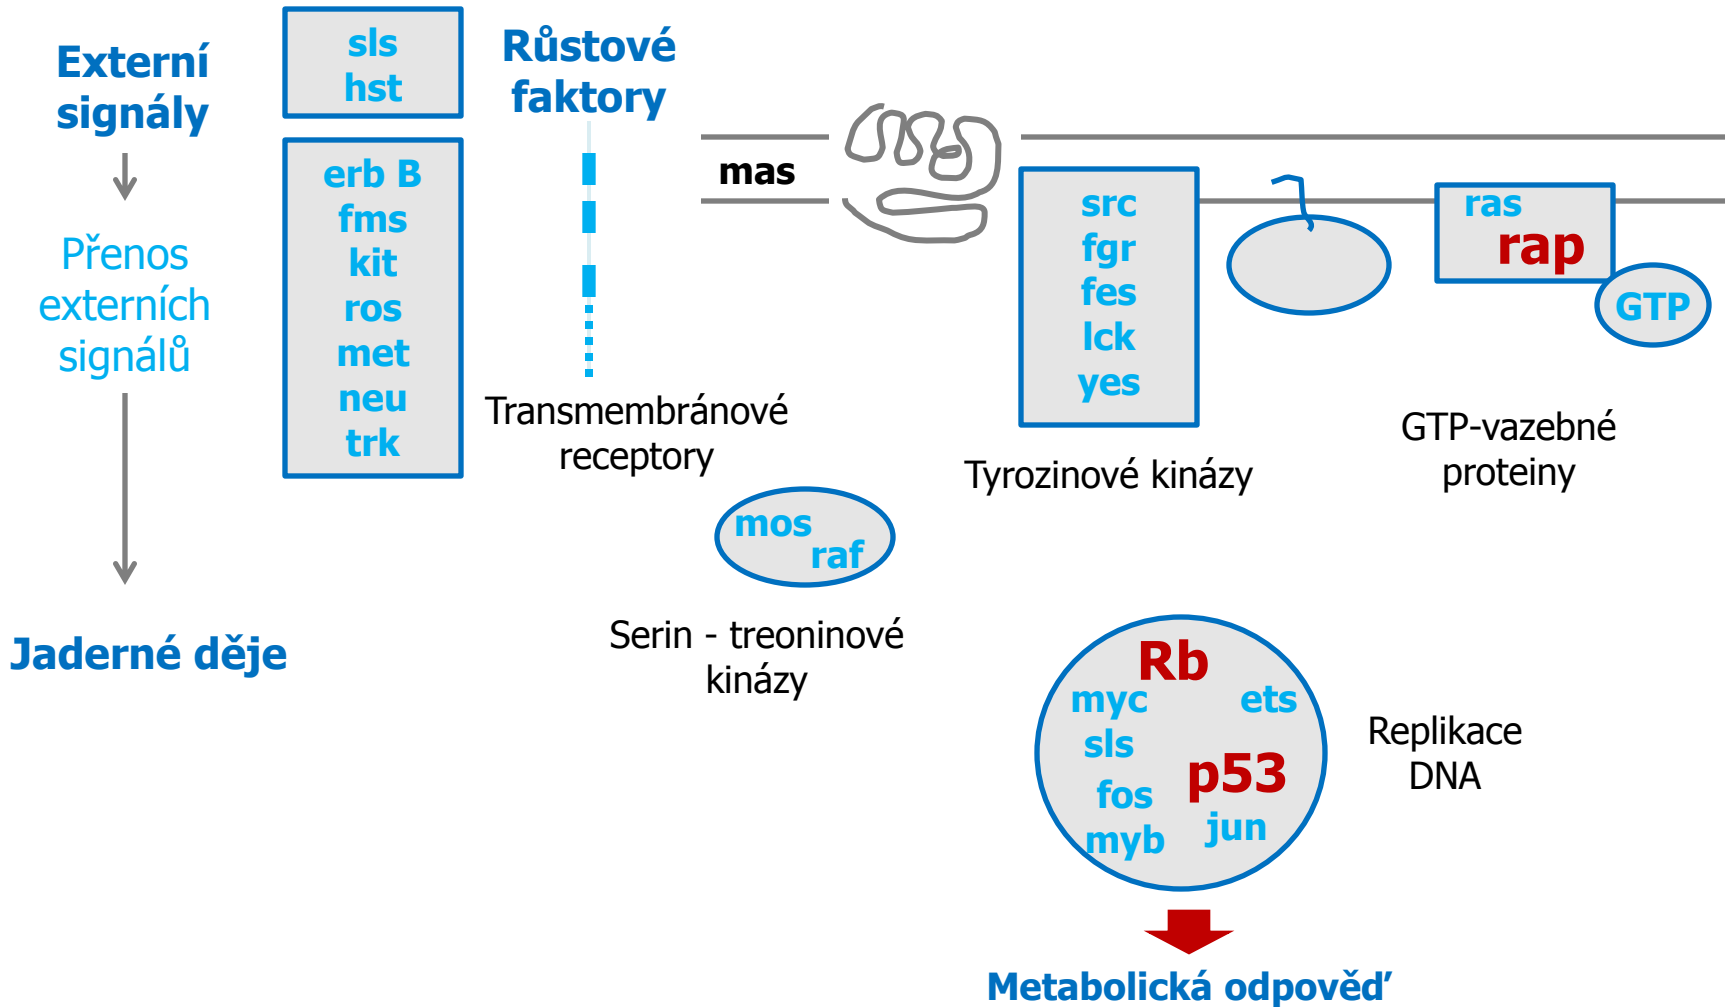 Externí
signály
Přenos
externích
signálů
Jaderné děje
sls
hst
erb B
fms
kit
ros
met
neu
trk
Růstové
faktory
Transmembránové
receptory
mas
src
fgr
fes
lck
yes
Tyrozinové kinázy
ras
rap
GTP
GTP-vazebné
proteiny
mos
raf
Serin - treoninové
kinázy
Rb
myc
ets
sls
p53
fos
jun
myb
Replikace
DNA
Metabolická odpověď